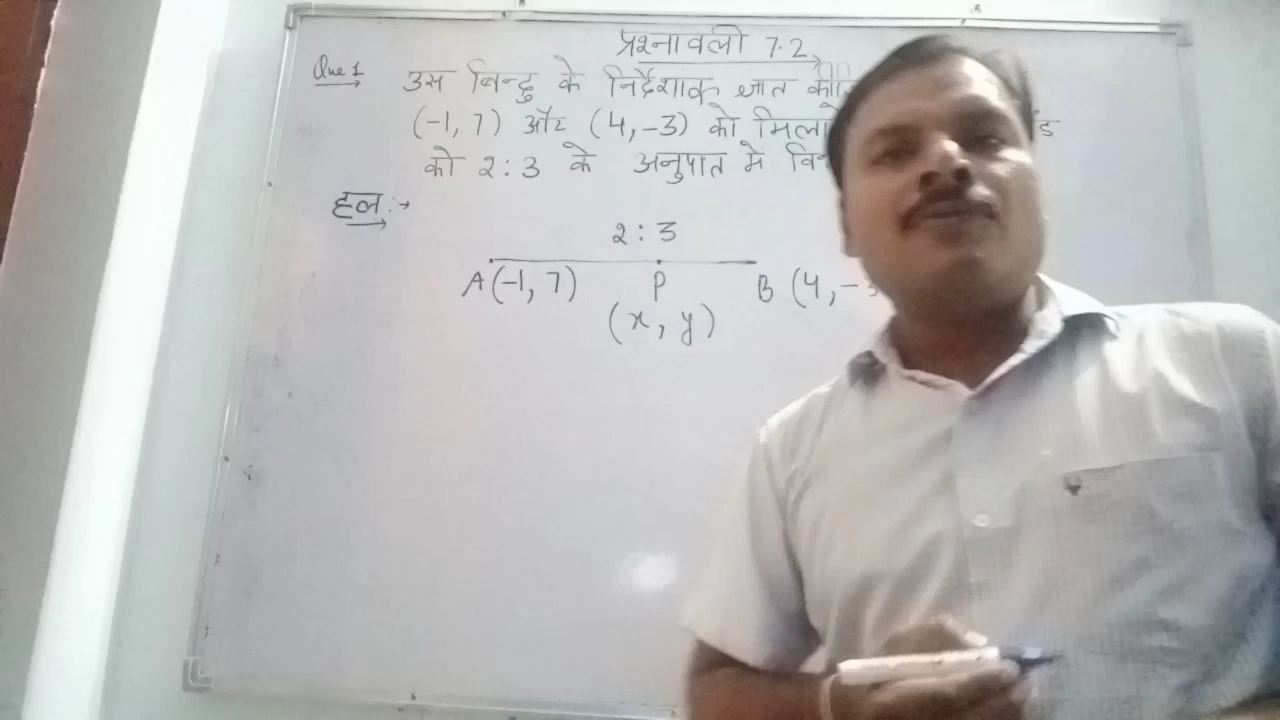 प्रश्नावली 7.2
Que 1 उस बिन्दु के निर्देशांक ज्ञात
(-1, 7) और (4, -3) को
को 2 : 3 के अनुपात में
हल :→
2 : 3
A (-1, 7) P B (4, -3
(x, y)